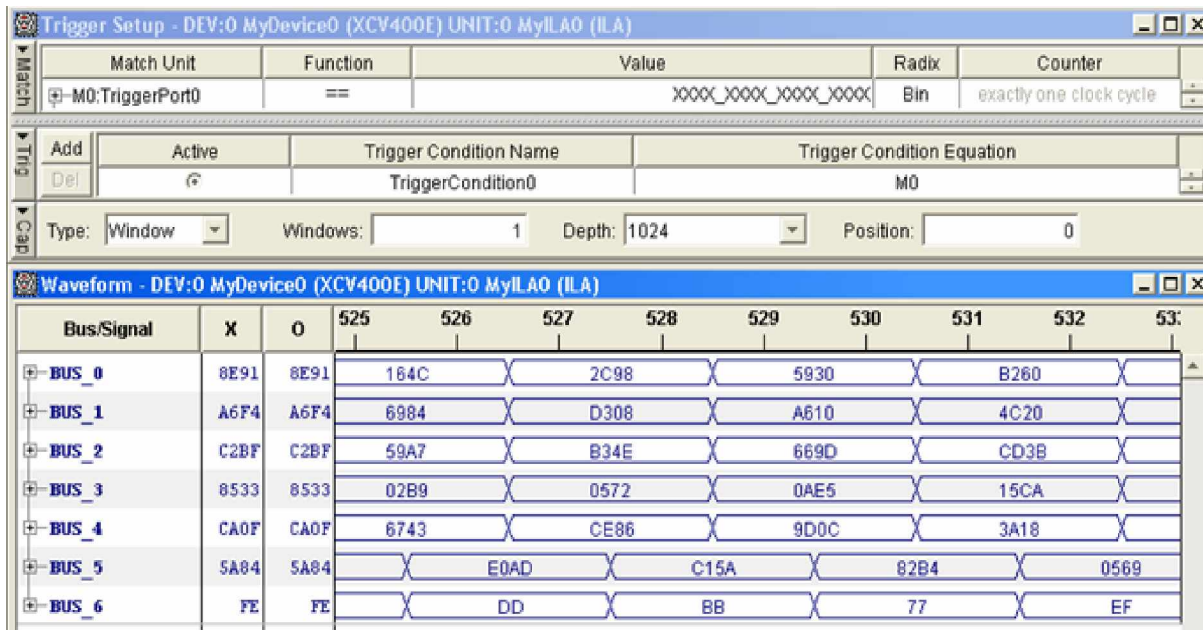 Trigger Setup - DEV:0 MyDevice0 (XCV400E) UNIT:0 MyILA0 (ILA)
Match
Match Unit Function Value Radix Counter
M0:TriggerPort0 == XXXX_XXXX_XXXX_XXXX Bin exactly one clock cycle
Trig
Add Active Trigger Condition Name Trigger Condition Equation
Del TriggerCondition0 M0
Cap
Type: Window Windows: 1 Depth: 1024 Position: 0
Waveform - DEV:0 MyDevice0 (XCV400E) UNIT:0 MyILA0 (ILA)
Bus/Signal X O 525 526 527 528 529 530 531 532
BUS_0 8E91 8E91 164C 2C98 5930 B260
BUS_1 A6F4 A6F4 6984 D308 A610 4C20
BUS_2 C2BF C2BF 59A7 B34E 669D CD3B
BUS_3 8533 8533 02B9 0572 0AE5 15CA
BUS_4 CA0F CA0F 6743 CE86 9D0C 3A18
BUS_5 5A84 5A84 E0AD C15A 82B4 0569
BUS_6 FE FE DD BB 77 EF